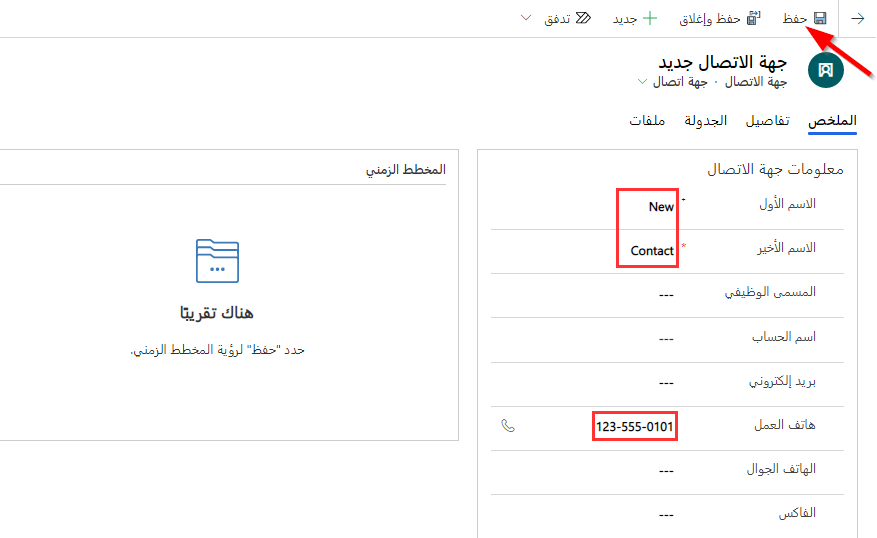 حفظ حفظ وإغلاق جديد تدفق
جهة الاتصال جديد
جهة الاتصال · جهة اتصال
الملخص تفاصيل الجدولة ملفات
معلومات جهة الاتصال
الاسم الأول * New
الاسم الأخير * Contact
المسمى الوظيفي ---
اسم الحساب ---
بريد إلكتروني ---
هاتف العمل 123-555-0101
الهاتف الجوال ---
الفاكس ---
المخطط الزمني
هناك تقريبًا
حدد "حفظ" لرؤية المخطط الزمني.